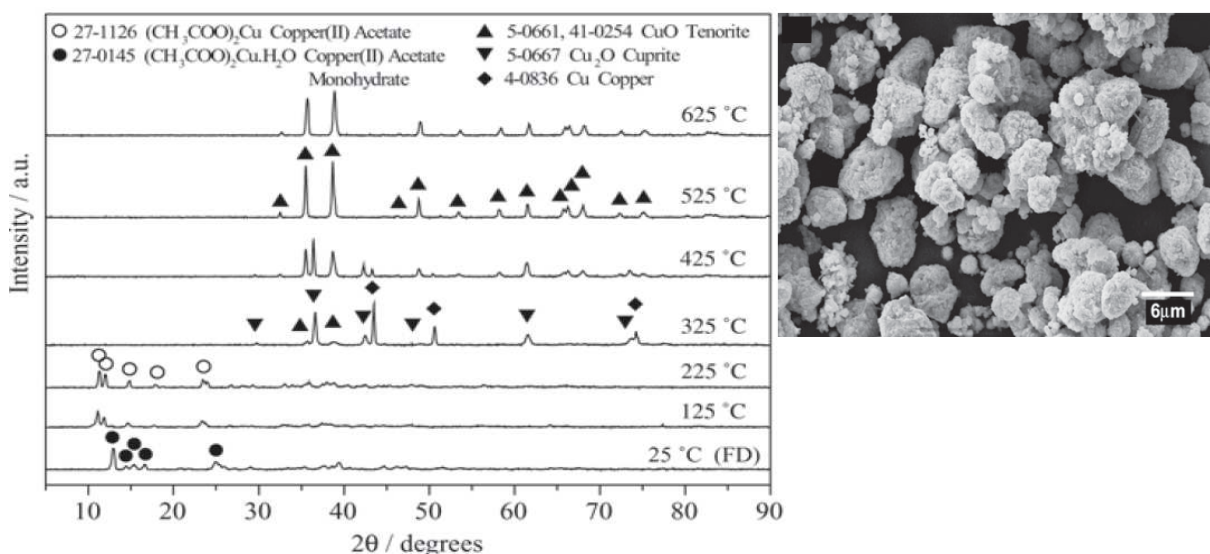 ○ 27-1126 (CH₃COO)₂Cu Copper(II) Acetate
● 27-0145 (CH₃COO)₂Cu.H₂O Copper(II) Acetate
Monohydrate
▲ 5-0661, 41-0254 CuO Tenorite
▼ 5-0667 Cu₂O Cuprite
◆ 4-0836 Cu Copper
625 °C
525 °C
425 °C
325 °C
225 °C
125 °C
25 °C (FD)
Intensity / a.u.
10 20 30 40 50 60 70 80 90
2θ / degrees
6μm